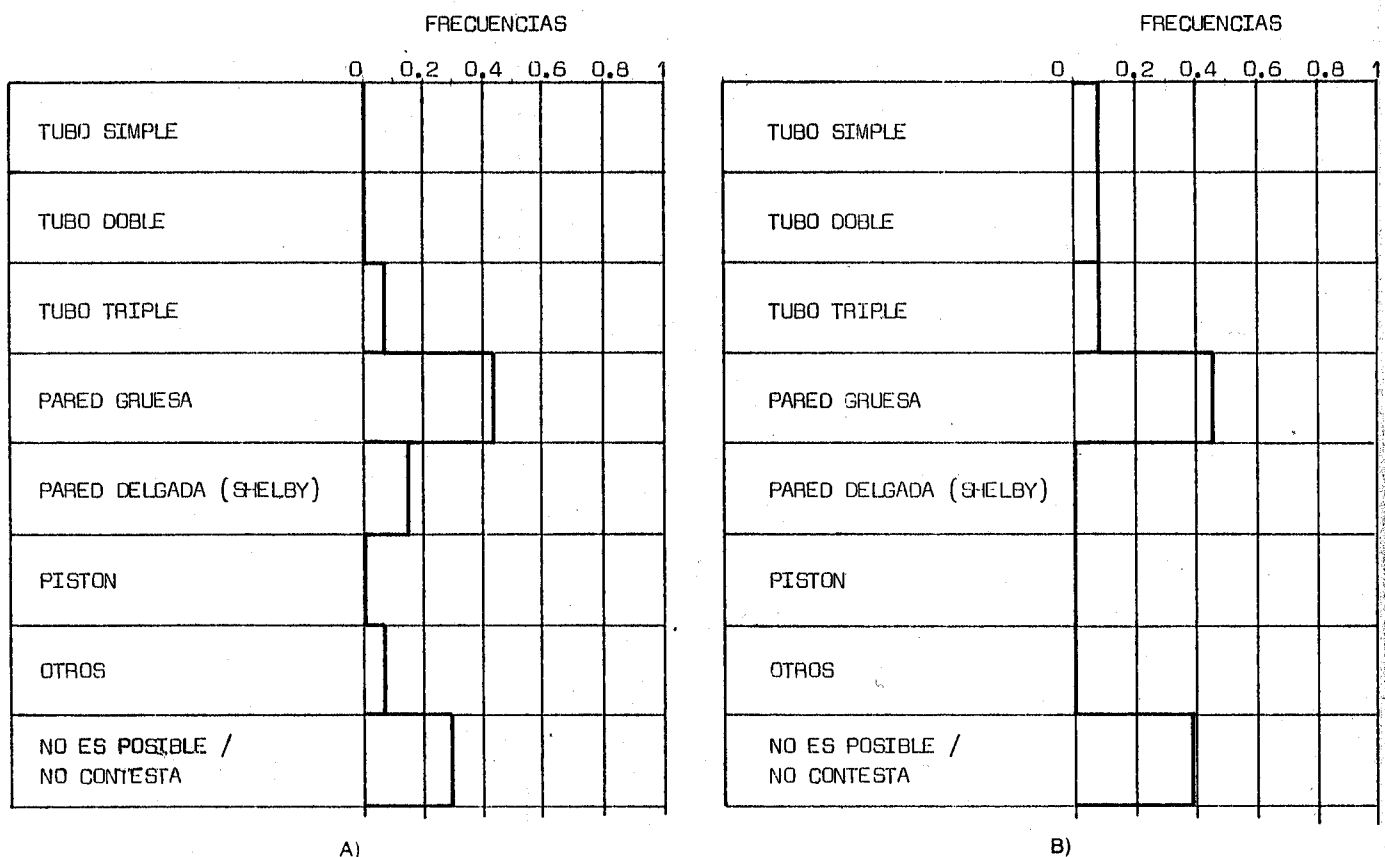 FRECUENCIAS
0 0.2 0.4 0.6 0.8 1
TUBO SIMPLE
TUBO DOBLE
TUBO TRIPLE
PARED GRUESA
PARED DELGADA (SHELBY)
PISTON
OTROS
NO ES POSIBLE /
NO CONTESTA
A)
FRECUENCIAS
0 0.2 0.4 0.6 0.8 1
TUBO SIMPLE
TUBO DOBLE
TUBO TRIPLE
PARED GRUESA
PARED DELGADA (SHELBY)
PISTON
OTROS
NO ES POSIBLE /
NO CONTESTA
B)